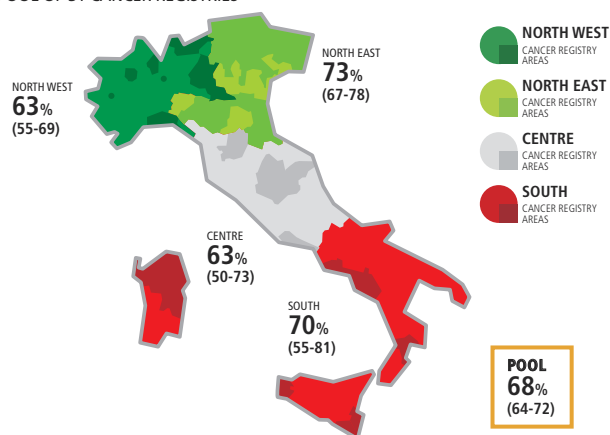 NORTH WEST
63%
(55-69)
NORTH EAST
73%
(67-78)
CENTRE
63%
(50-73)
SOUTH
70%
(55-81)
NORTH WEST
CANCER REGISTRY
AREAS
NORTH EAST
CANCER REGISTRY
AREAS
CENTRE
CANCER REGISTRY
AREAS
SOUTH
CANCER REGISTRY
AREAS
POOL
68%
(64-72)